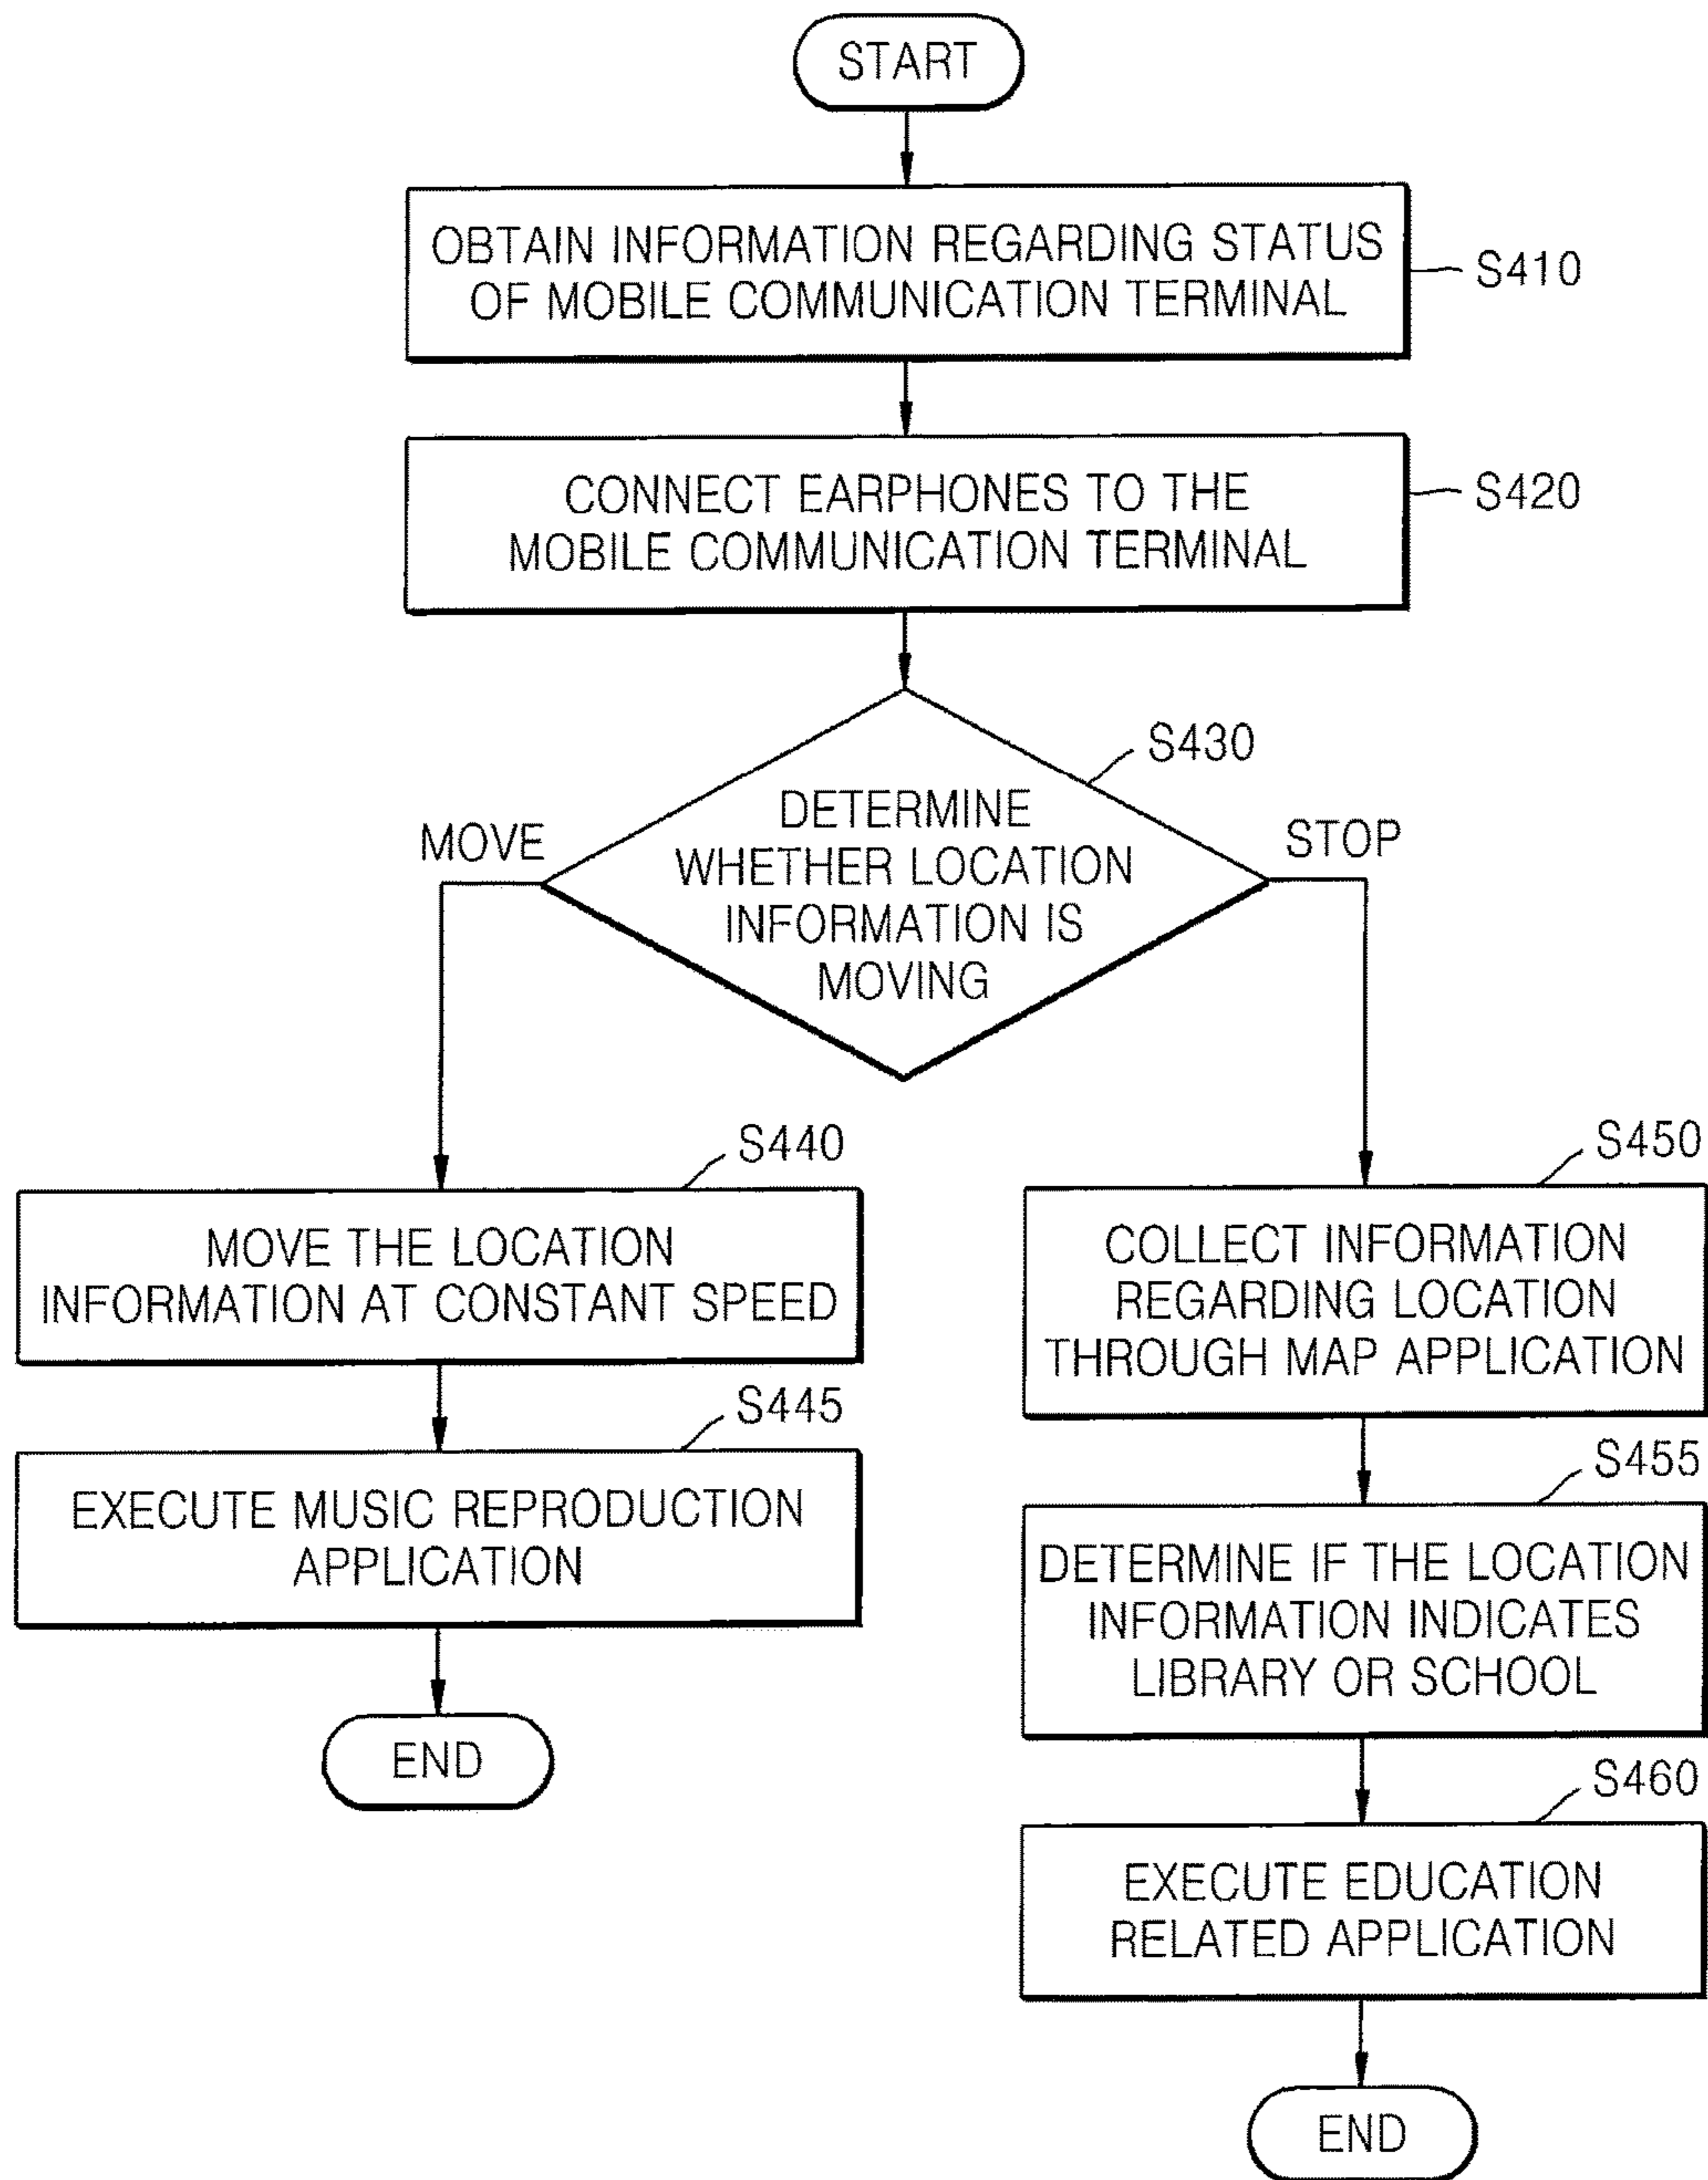 START
OBTAIN INFORMATION REGARDING STATUS
OF MOBILE COMMUNICATION TERMINAL
S410
CONNECT EARPHONES TO THE
MOBILE COMMUNICATION TERMINAL
S420
S430
DETERMINE
WHETHER LOCATION
INFORMATION IS
MOVING
MOVE
STOP
S440
MOVE THE LOCATION
INFORMATION AT CONSTANT SPEED
S445
EXECUTE MUSIC REPRODUCTION
APPLICATION
END
S450
COLLECT INFORMATION
REGARDING LOCATION
THROUGH MAP APPLICATION
S455
DETERMINE IF THE LOCATION
INFORMATION INDICATES
LIBRARY OR SCHOOL
S460
EXECUTE EDUCATION
RELATED APPLICATION
END